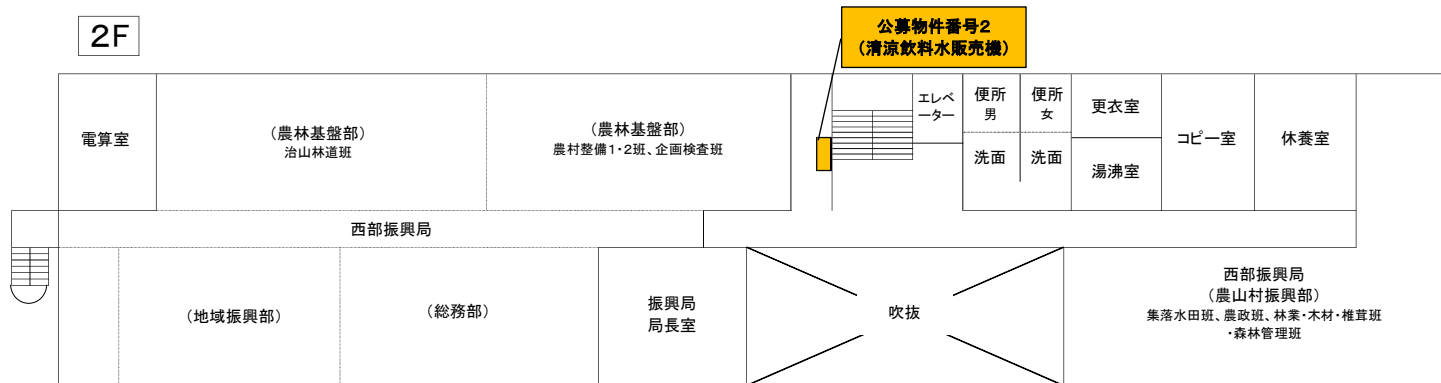 2F
公募物件番号2
(清涼飲料水販売機)
電算室
(農林基盤部)
治山林道班
(農林基盤部)
農村整備1・2班、企画検査班
エレベ
ーター
便所
男
便所
女
洗面
洗面
更衣室
湯沸室
コピー室
休養室
西部振興局
(地域振興部)
(総務部)
振興局
局長室
吹抜
西部振興局
(農山村振興部)
集落水田班、農政班、林業・木材・椎茸班
・森林管理班